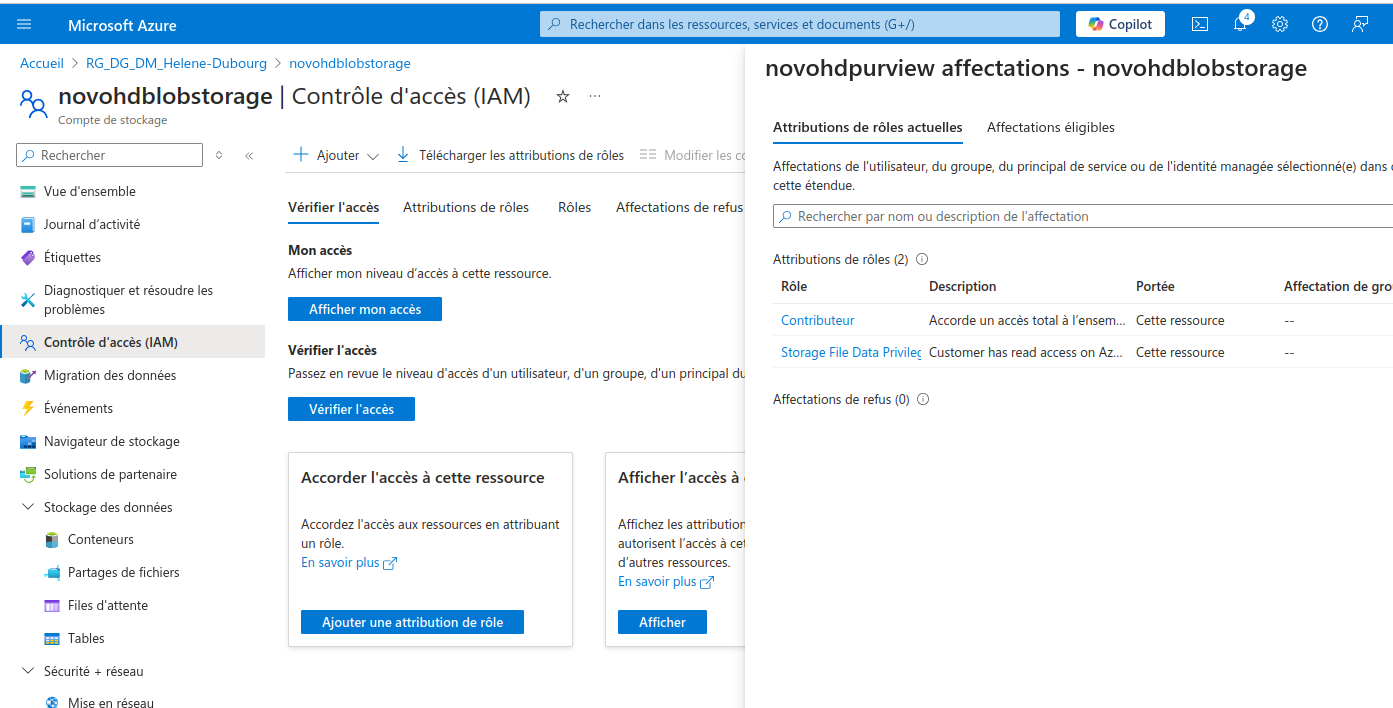 Microsoft Azure
Rechercher dans les ressources, services et documents (G+/)
Copilot
4
Accueil > RG_DG_DM_Helene-Dubourg > novohdblobstorage
novohdblobstorage | Contrôle d'accès (IAM)
Compte de stockage
Rechercher
Vue d'ensemble
Journal d’activité
Étiquettes
Diagnostiquer et résoudre les
problèmes
Contrôle d'accès (IAM)
Migration des données
Événements
Navigateur de stockage
Solutions de partenaire
Stockage des données
Conteneurs
Partages de fichiers
Files d'attente
Tables
Sécurité + réseau
Mise en réseau
Ajouter
Télécharger les attributions de rôles
Modifier les co
Vérifier l'accès
Attributions de rôles
Rôles
Affectations de refus
Mon accès
Afficher mon niveau d’accès à cette ressource.
Afficher mon accès
Vérifier l'accès
Passez en revue le niveau d'accès d'un utilisateur, d'un groupe, d'un principal du
Vérifier l'accès
Accorder l'accès à cette ressource
Accordez l'accès aux ressources en attribuant
un rôle.
En savoir plus
Ajouter une attribution de rôle
Afficher l’accès à
Affichez les attribution
autorisent l’accès à cet
d’autres ressources.
En savoir plus
Afficher
novohdpurview affectations - novohdblobstorage
Attributions de rôles actuelles
Affectations éligibles
Affectations de l'utilisateur, du groupe, du principal de service ou de l'identité managée sélectionné(e) dans
cette étendue.
Rechercher par nom ou description de l'affectation
Attributions de rôles (2)
Rôle Description Portée Affectation de grou
Contributeur Accorde un accès total à l’ensem... Cette ressource --
Storage File Data Privileg Customer has read access on Az... Cette ressource --
Affectations de refus (0)